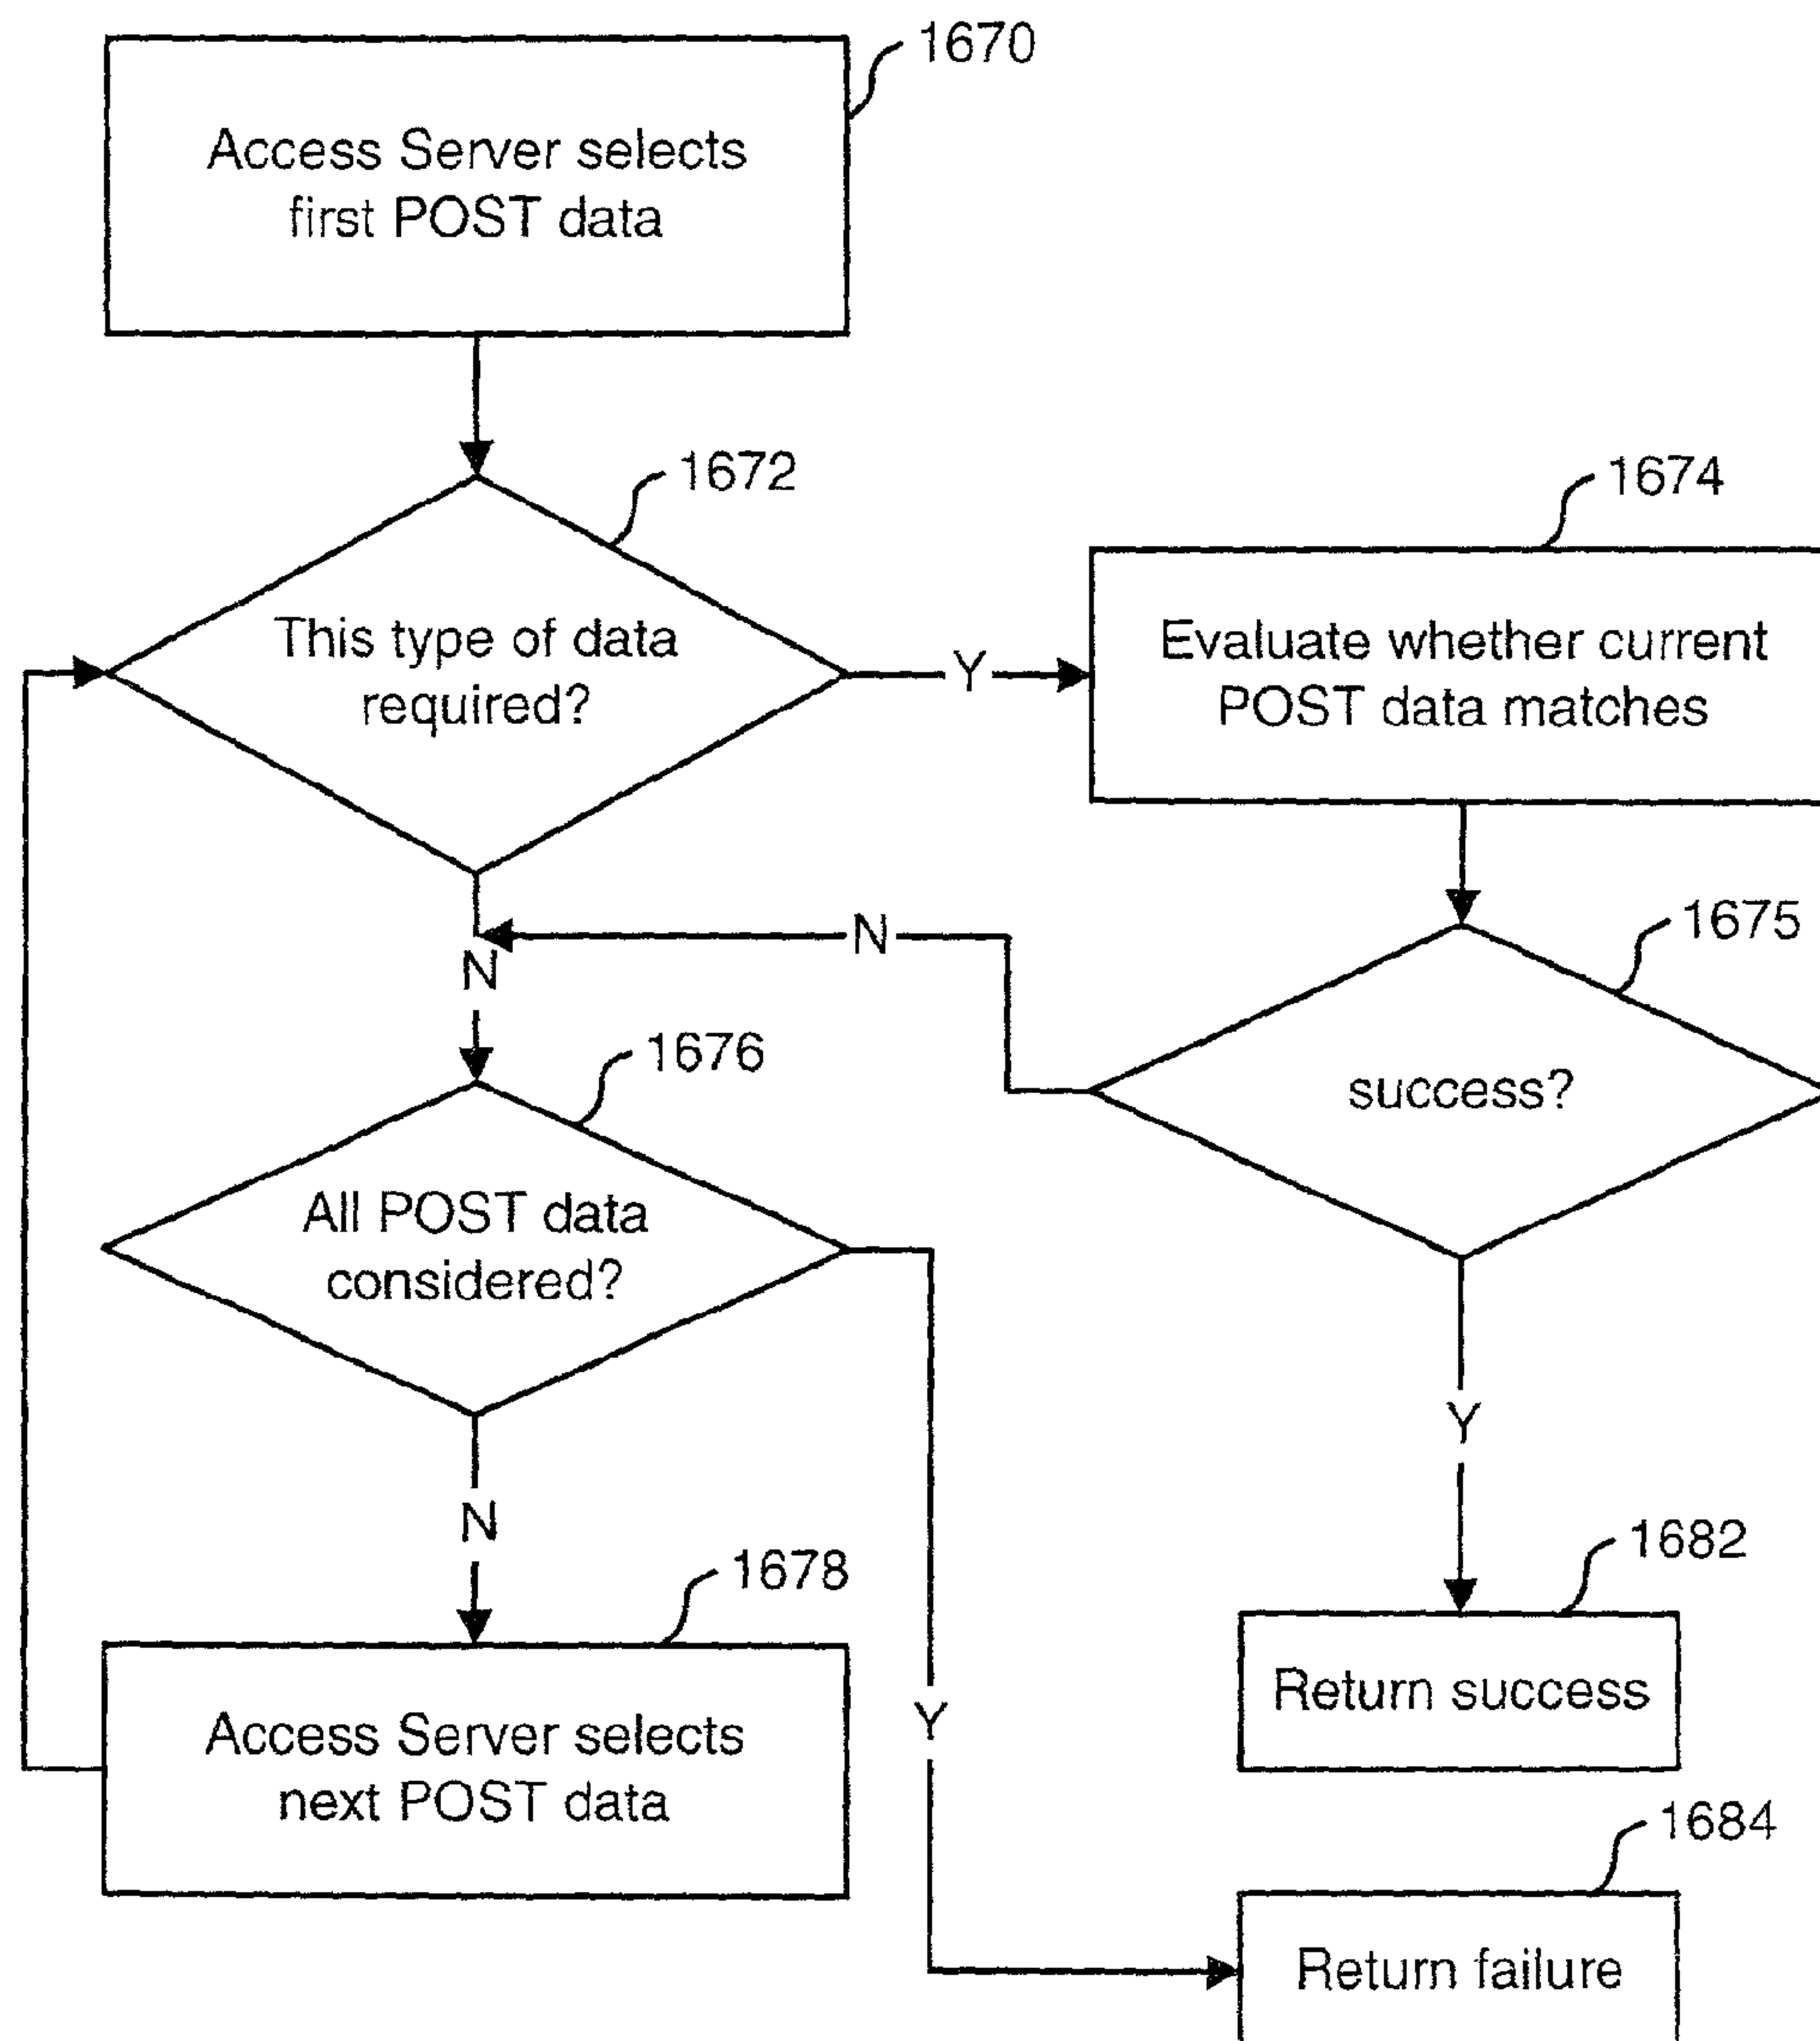 1670
Access Server selects
first POST data
1672
This type of data
required?
Y
1674
Evaluate whether current
POST data matches
N
N
1675
success?
1676
All POST data
considered?
Y
N
1682
Return success
1678
Access Server selects
next POST data
Y
1684
Return failure